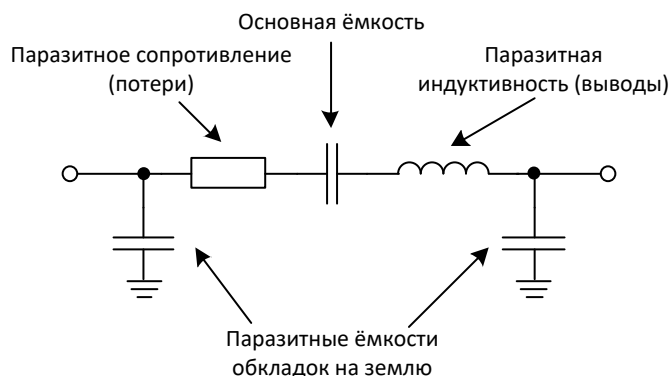 Основная ёмкость
Паразитное сопротивление
(потери)
Паразитная
индуктивность (выводы)
Паразитные ёмкости
обкладок на землю